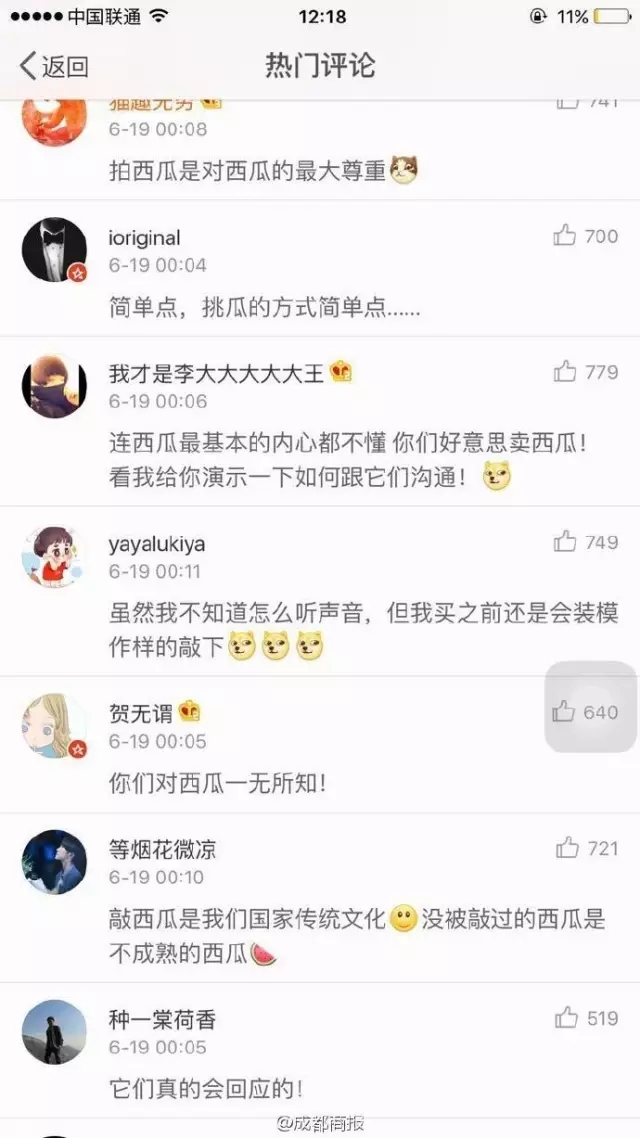 中国联通 12:18 11%
返回 热门评论
猫趣无穷 741
6-19 00:08
拍西瓜是对西瓜的最大尊重
ioriginal 700
6-19 00:04
简单点，挑瓜的方式简单点......
我才是李大大大大大王 779
6-19 00:06
连西瓜最基本的内心都不懂 你们好意思卖西瓜！
看我给你演示一下如何跟它们沟通！
yayalukiya 749
6-19 00:11
虽然我不知道怎么听声音，但我买之前还是会装模
作样的敲下
贺无谓 640
6-19 00:05
你们对西瓜一无所知！
等烟花微凉 721
6-19 00:10
敲西瓜是我们国家传统文化 没被敲过的西瓜是
不成熟的西瓜
种一棠荷香 519
6-19 00:05
它们真的会回应的！
@成都商报